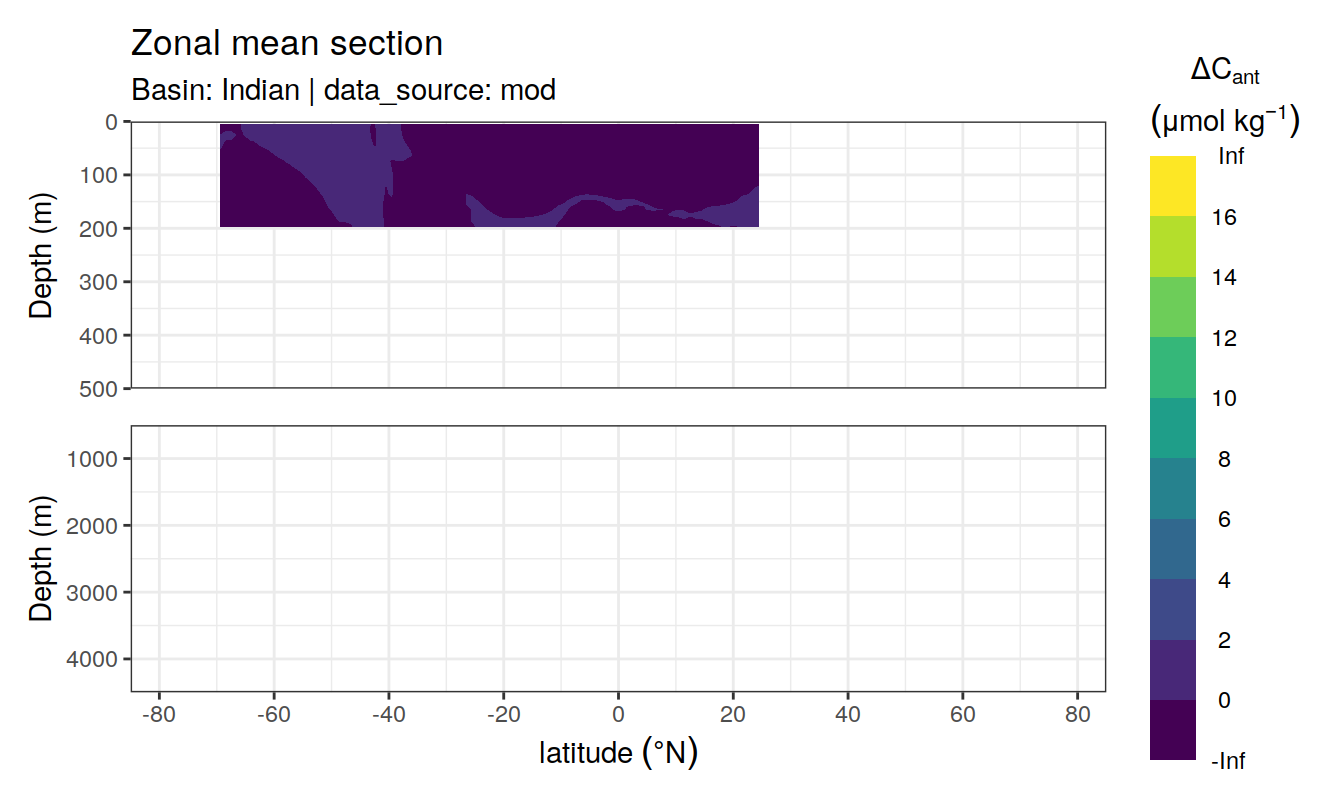 Zonal mean section
Basin: Indian | data_source: mod
Depth (m)
0
100
200
300
400
500
Depth (m)
1000
2000
3000
4000
-80 -60 -40 -20 0 20 40 60 80
latitude (°N)
ΔCant
(μmol kg−1)
Inf
16
14
12
10
8
6
4
2
0
-Inf